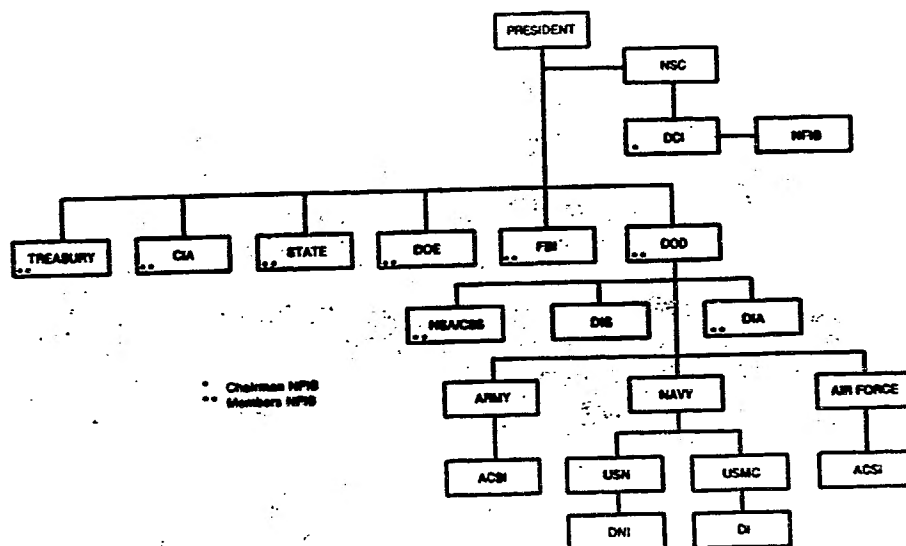 PRESIDENT
NSC
* DCI
NFIB
** TREASURY
** CIA
** STATE
** DOE
** FBI
** DOD
** NSA/CSS
DIS
** DIA
* Chairman NFIB
** Members NFIB
ARMY
NAVY
AIR FORCE
ACSI
USN
USMC
ACSI
DNI
DI